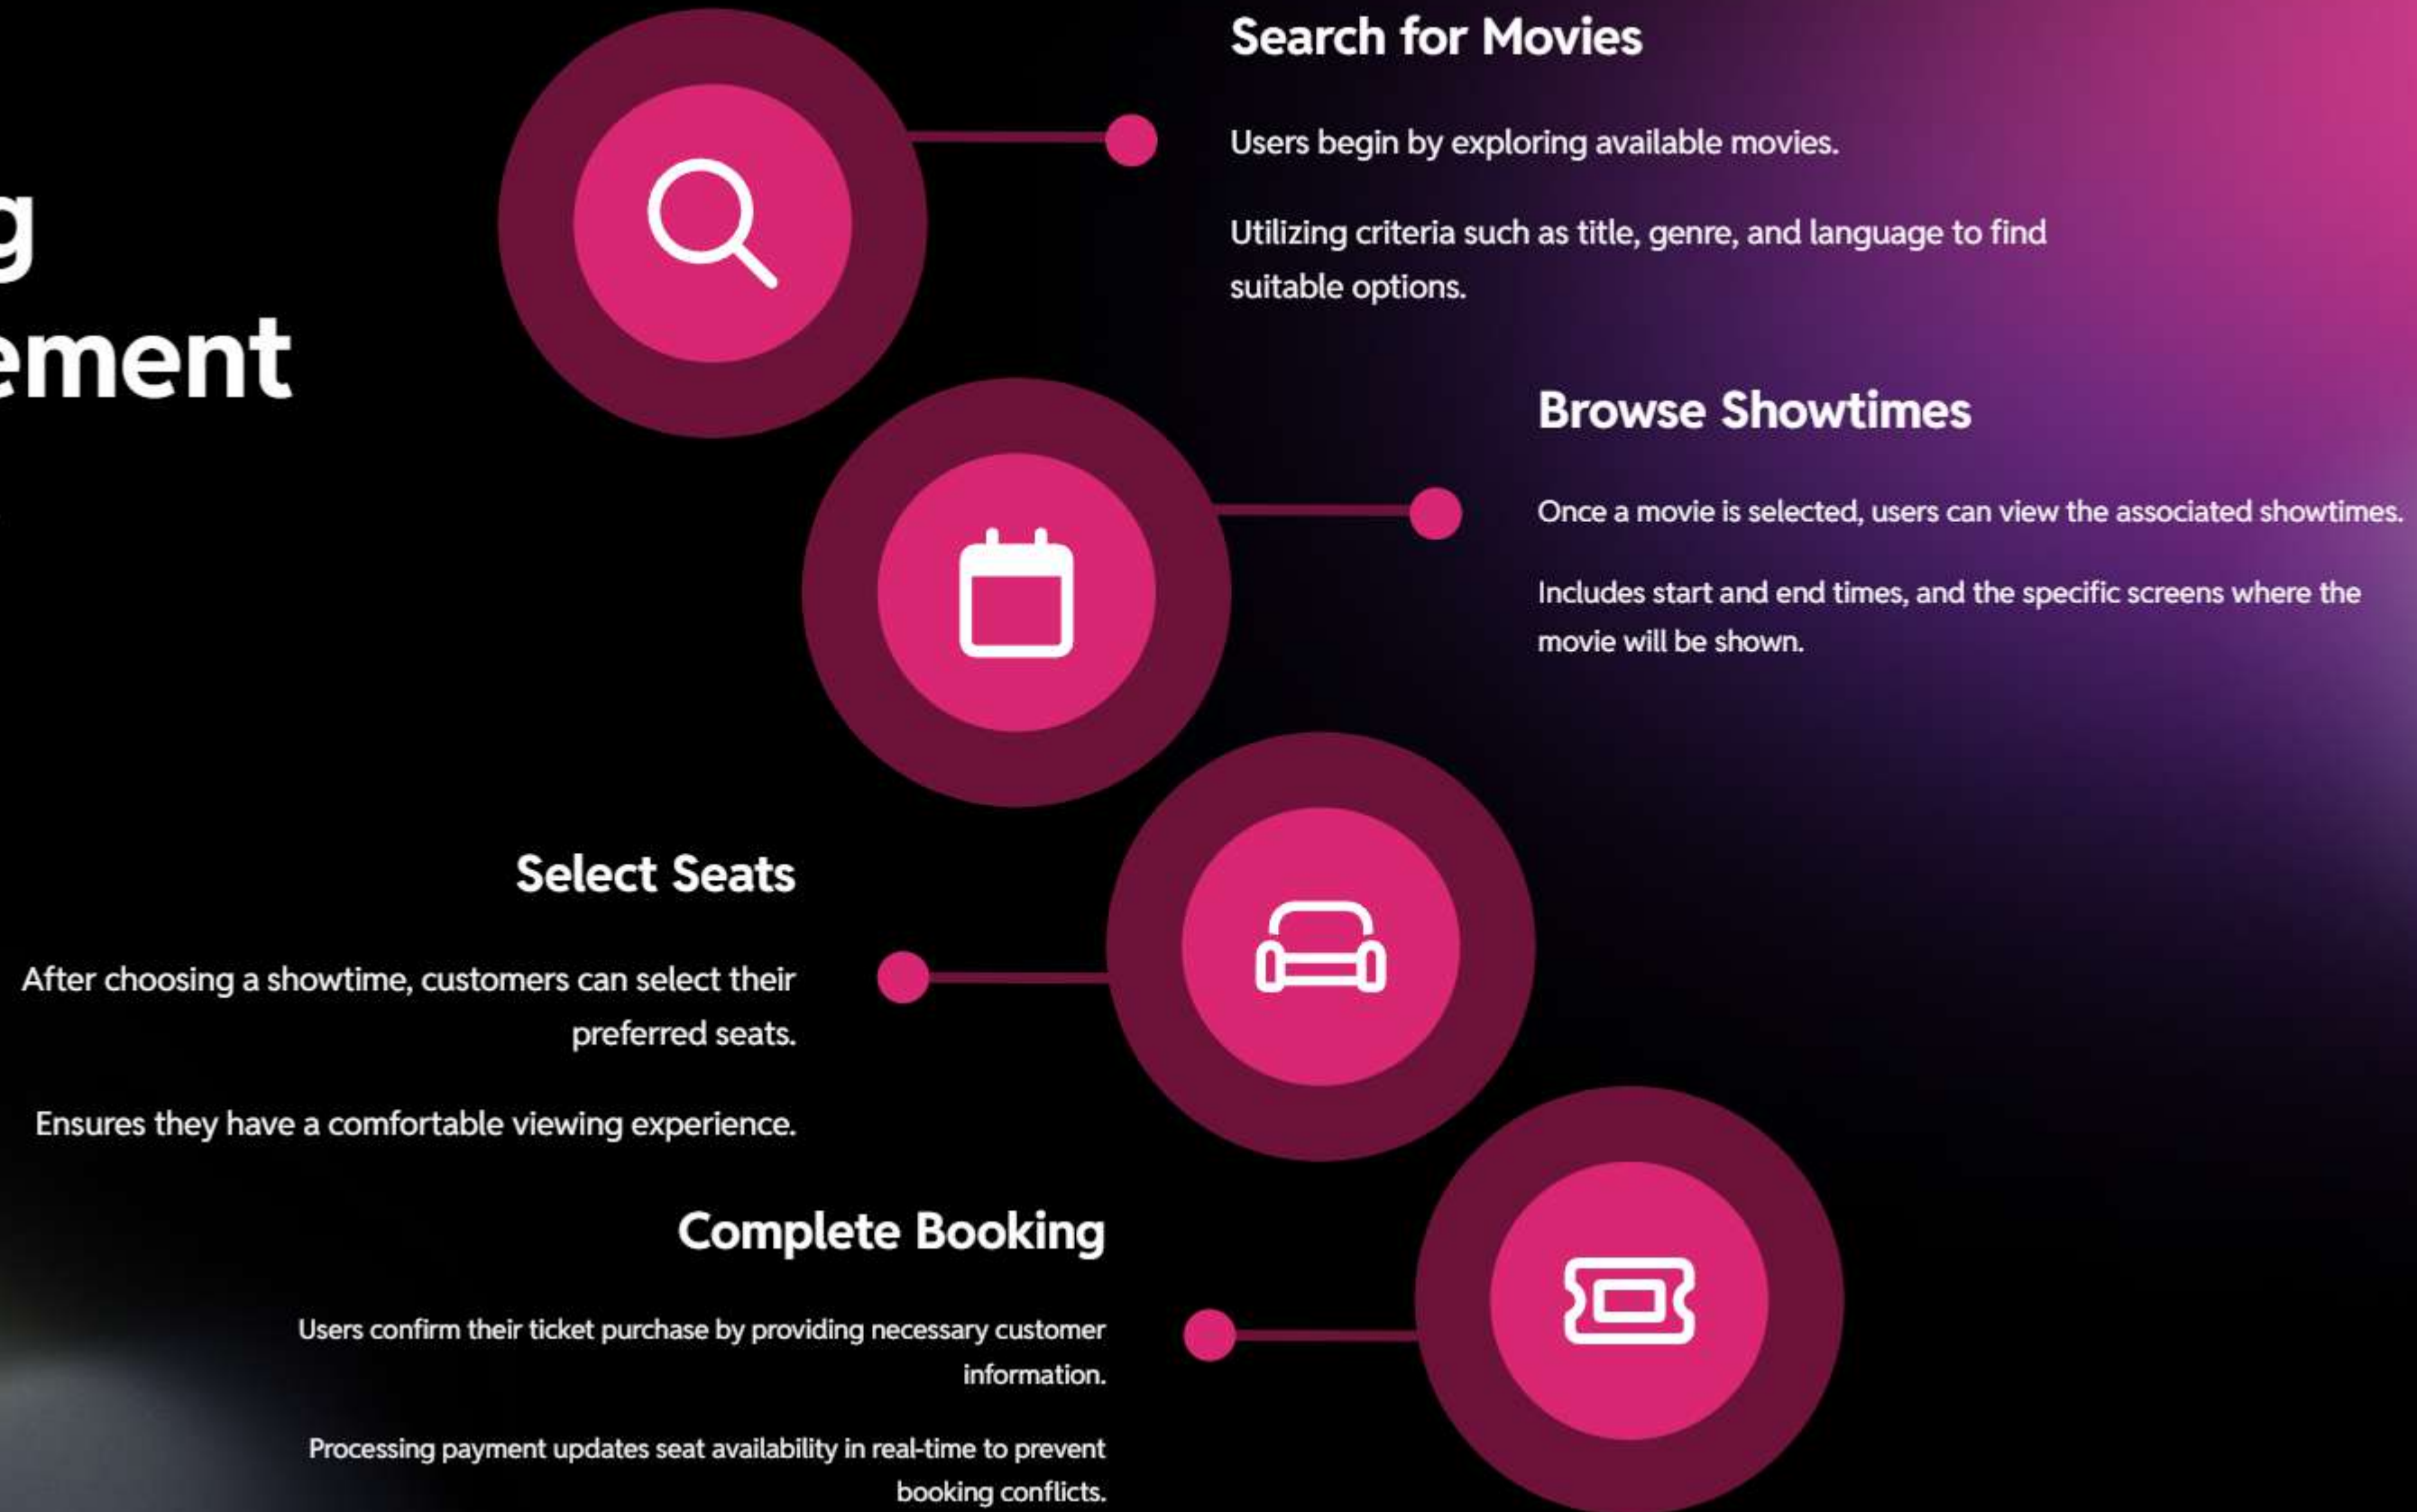 g
ement
Search for Movies
Users begin by exploring available movies.
Utilizing criteria such as title, genre, and language to find
suitable options.
Browse Showtimes
Once a movie is selected, users can view the associated showtimes.
Includes start and end times, and the specific screens where the
movie will be shown.
Select Seats
After choosing a showtime, customers can select their
preferred seats.
Ensures they have a comfortable viewing experience.
Complete Booking
Users confirm their ticket purchase by providing necessary customer
information.
Processing payment updates seat availability in real-time to prevent
booking conflicts.